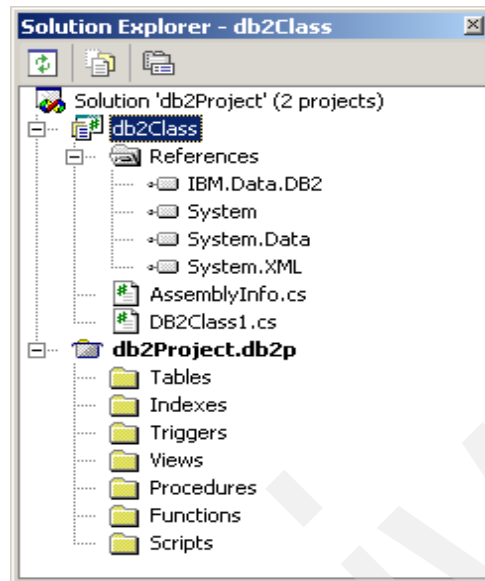 Solution Explorer - db2Class
Solution 'db2Project' (2 projects)
db2Class
References
IBM.Data.DB2
System
System.Data
System.XML
AssemblyInfo.cs
DB2Class1.cs
db2Project.db2p
Tables
Indexes
Triggers
Views
Procedures
Functions
Scripts